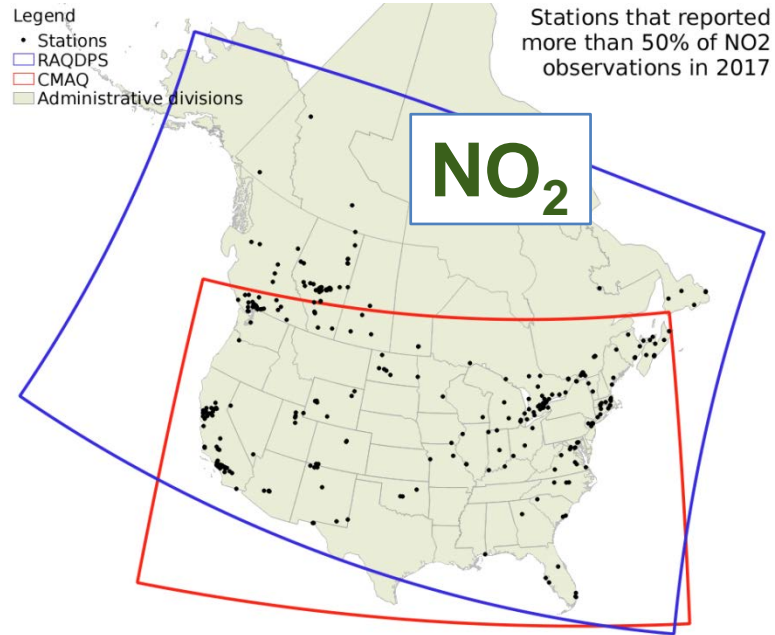 Legend
Stations
RAQDPS
CMAQ
Administrative divisions
Stations that reported
more than 50% of NO2
observations in 2017
NO₂